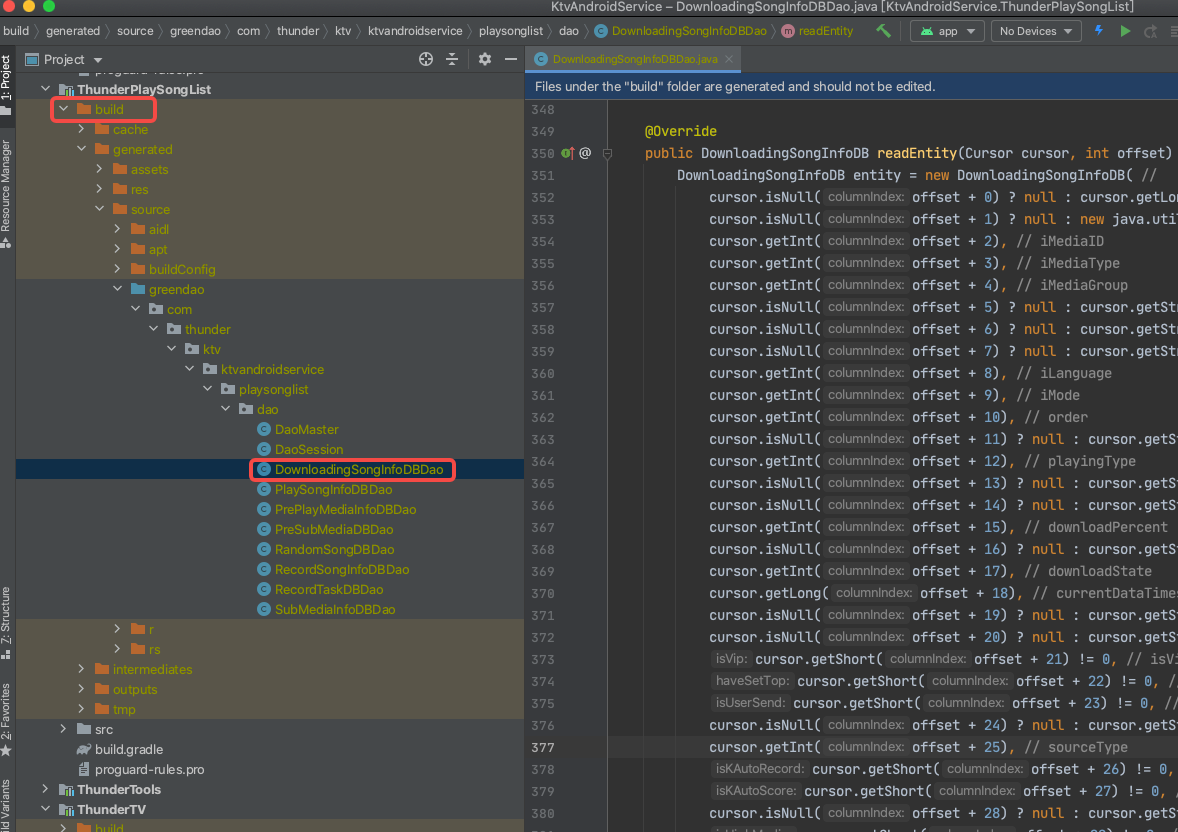 KtvAndroidService – DownloadingSongInfoDBDao.java [KtvAndroidService.ThunderPlaySongList]
build generated source greendao com thunder ktv ktvandroidservice playsonglist dao DownloadingSongInfoDBDao readEntity app No Devices
Project
DownloadingSongInfoDBDao.java
Files under the "build" folder are generated and should not be edited.
1: Project
Resource Manager
7: Structure
2: Favorites
ild Variants
proguard-rules.pro
ThunderPlaySongList
build
cache
generated
assets
res
source
aidl
apt
buildConfig
greendao
com
thunder
ktv
ktvandroidservice
playsonglist
dao
DaoMaster
DaoSession
DownloadingSongInfoDBDao
PlaySongInfoDBDao
PrePlayMediaInfoDBDao
PreSubMediaDBDao
RandomSongDBDao
RecordSongInfoDBDao
RecordTaskDBDao
SubMediaInfoDBDao
r
rs
intermediates
outputs
tmp
src
build.gradle
proguard-rules.pro
ThunderTools
ThunderTV
build
348
349 @Override
350 @ public DownloadingSongInfoDB readEntity(Cursor cursor, int offset)
351 DownloadingSongInfoDB entity = new DownloadingSongInfoDB( //
352 cursor.isNull( columnIndex: offset + 0) ? null : cursor.getLon
353 cursor.isNull( columnIndex: offset + 1) ? null : new java.util
354 cursor.getInt( columnIndex: offset + 2), // iMediaID
355 cursor.getInt( columnIndex: offset + 3), // iMediaType
356 cursor.getInt( columnIndex: offset + 4), // iMediaGroup
357 cursor.isNull( columnIndex: offset + 5) ? null : cursor.getStr
358 cursor.isNull( columnIndex: offset + 6) ? null : cursor.getStr
359 cursor.isNull( columnIndex: offset + 7) ? null : cursor.getStr
360 cursor.getInt( columnIndex: offset + 8), // iLanguage
361 cursor.getInt( columnIndex: offset + 9), // iMode
362 cursor.getInt( columnIndex: offset + 10), // order
363 cursor.isNull( columnIndex: offset + 11) ? null : cursor.getSt
364 cursor.getInt( columnIndex: offset + 12), // playingType
365 cursor.isNull( columnIndex: offset + 13) ? null : cursor.getSt
366 cursor.isNull( columnIndex: offset + 14) ? null : cursor.getSt
367 cursor.getInt( columnIndex: offset + 15), // downloadPercent
368 cursor.isNull( columnIndex: offset + 16) ? null : cursor.getSt
369 cursor.getInt( columnIndex: offset + 17), // downloadState
370 cursor.getLong( columnIndex: offset + 18), // currentDataTimes
371 cursor.isNull( columnIndex: offset + 19) ? null : cursor.getSt
372 cursor.isNull( columnIndex: offset + 20) ? null : cursor.getSt
373 isVip: cursor.getShort( columnIndex: offset + 21) != 0, // isVi
374 haveSetTop: cursor.getShort( columnIndex: offset + 22) != 0, //
375 isUserSend: cursor.getShort( columnIndex: offset + 23) != 0, //
376 cursor.isNull( columnIndex: offset + 24) ? null : cursor.getSt
377 cursor.getInt( columnIndex: offset + 25), // sourceType
378 isKAutoRecord: cursor.getShort( columnIndex: offset + 26) != 0,
379 isKAutoScore: cursor.getShort( columnIndex: offset + 27) != 0, /
380 cursor.isNull( columnIndex: offset + 28) ? null : cursor.getSt